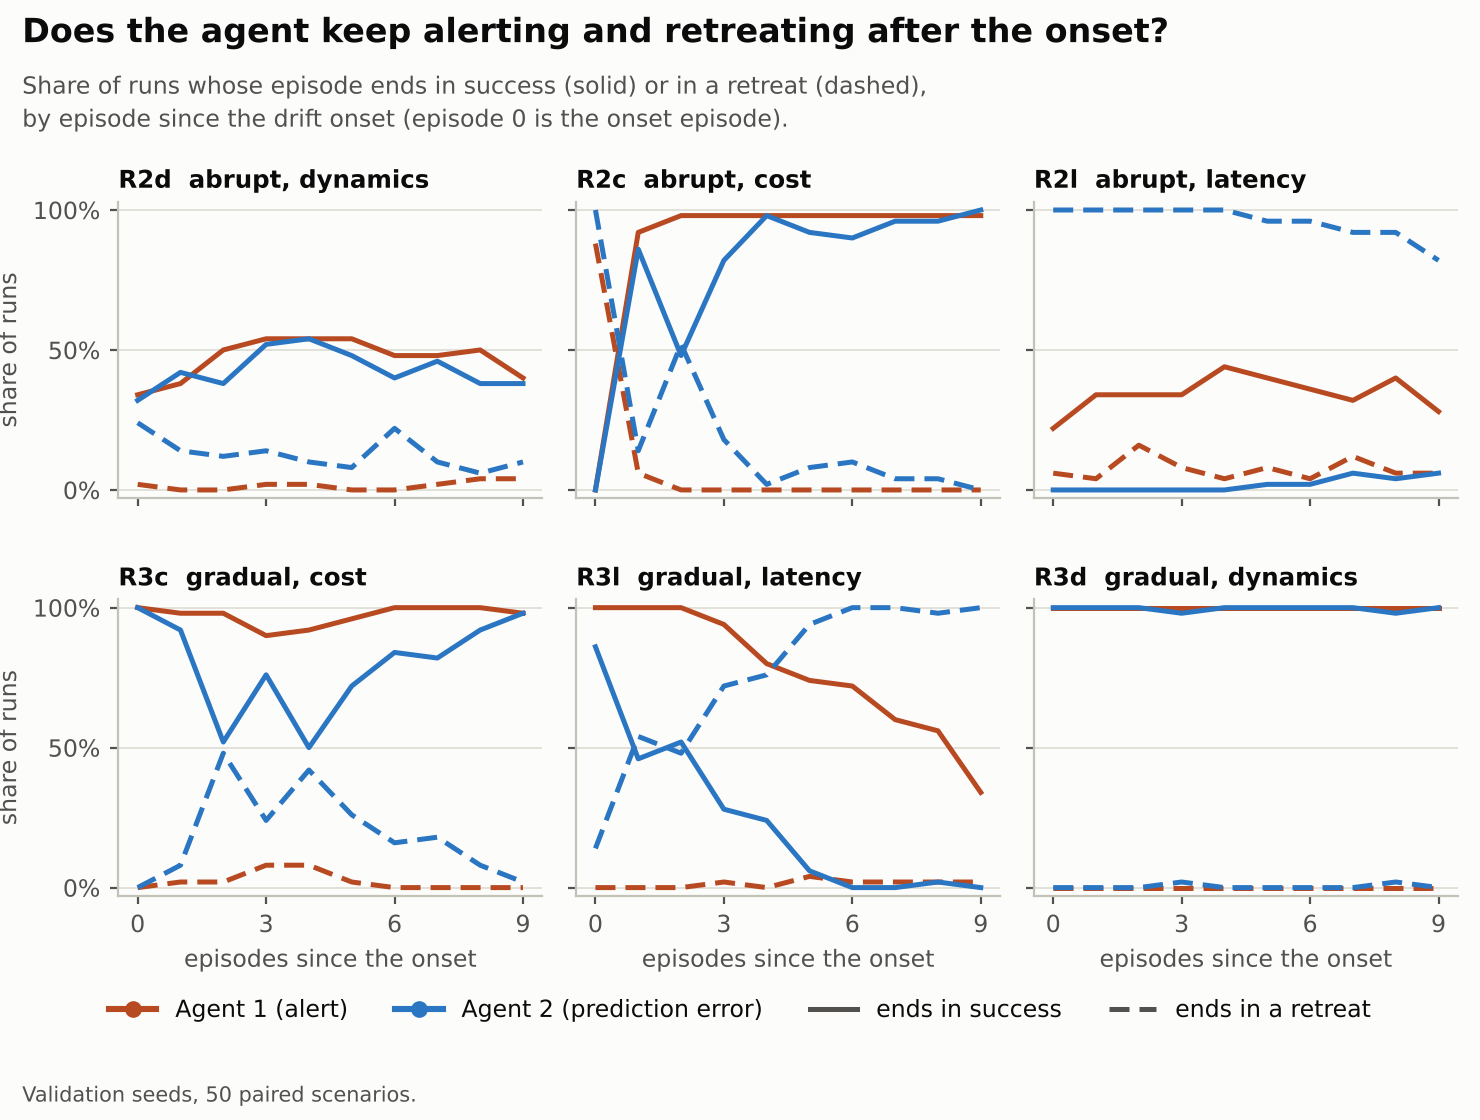 Does the agent keep alerting and retreating after the onset?
Share of runs whose episode ends in success (solid) or in a retreat (dashed),
by episode since the drift onset (episode 0 is the onset episode).
R2d  abrupt, dynamics
R2c  abrupt, cost
R2l  abrupt, latency
100%
50%
0%
share of runs
R3c  gradual, cost
R3l  gradual, latency
R3d  gradual, dynamics
100%
50%
0%
share of runs
0 3 6 9
0 3 6 9
0 3 6 9
episodes since the onset
episodes since the onset
episodes since the onset
Agent 1 (alert)
Agent 2 (prediction error)
ends in success
ends in a retreat
Validation seeds, 50 paired scenarios.